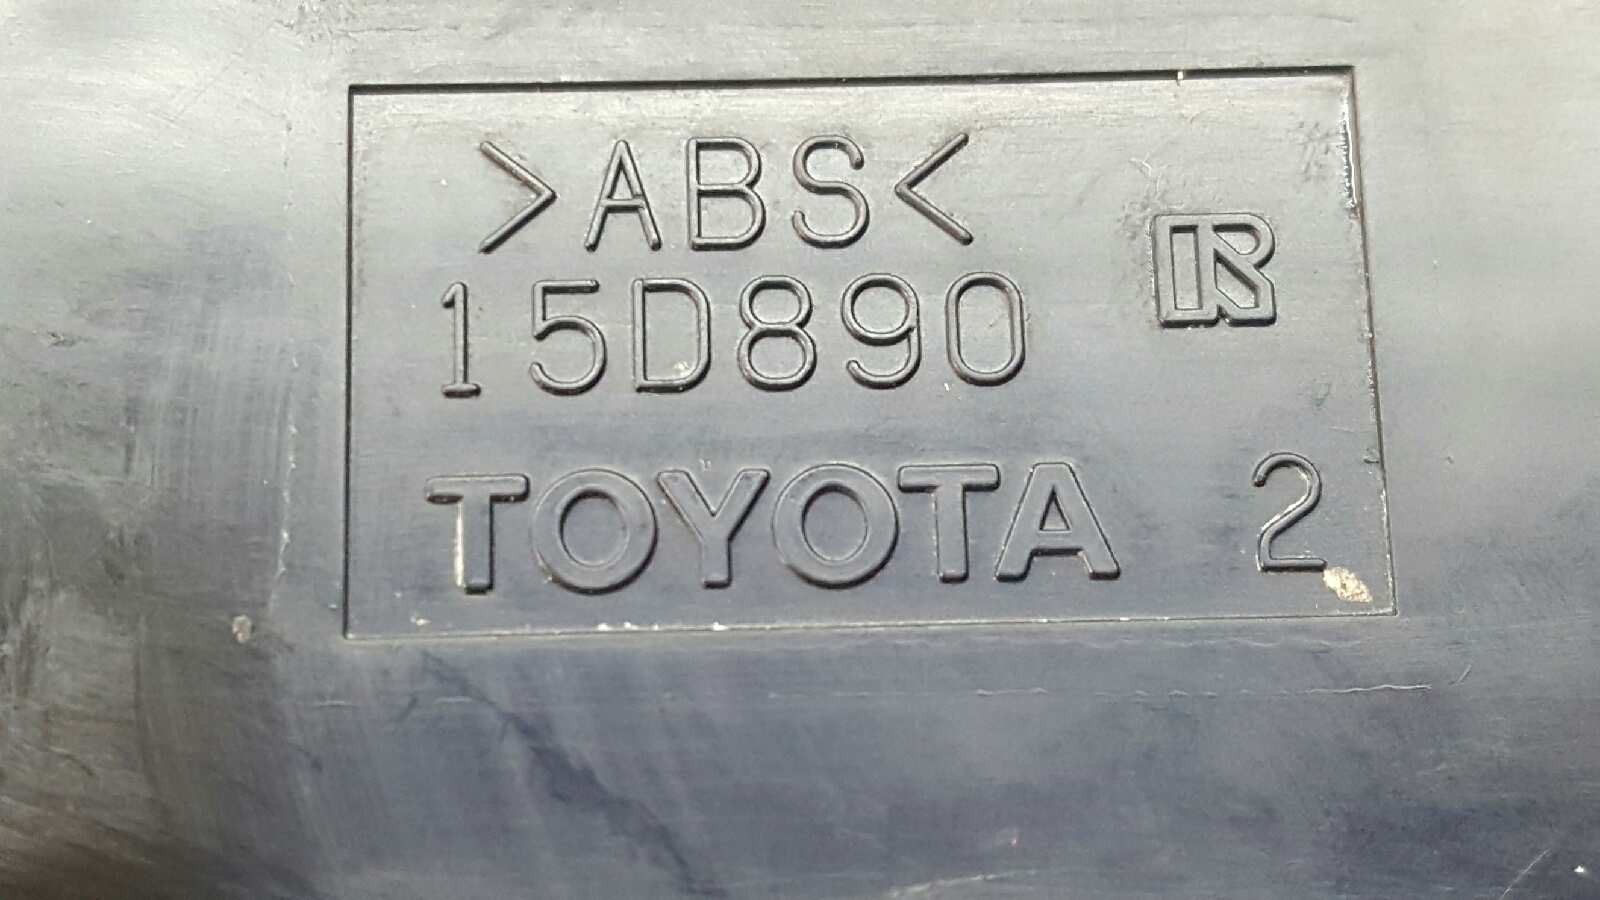 >ABS<
15D890
R
TOYOTA 2